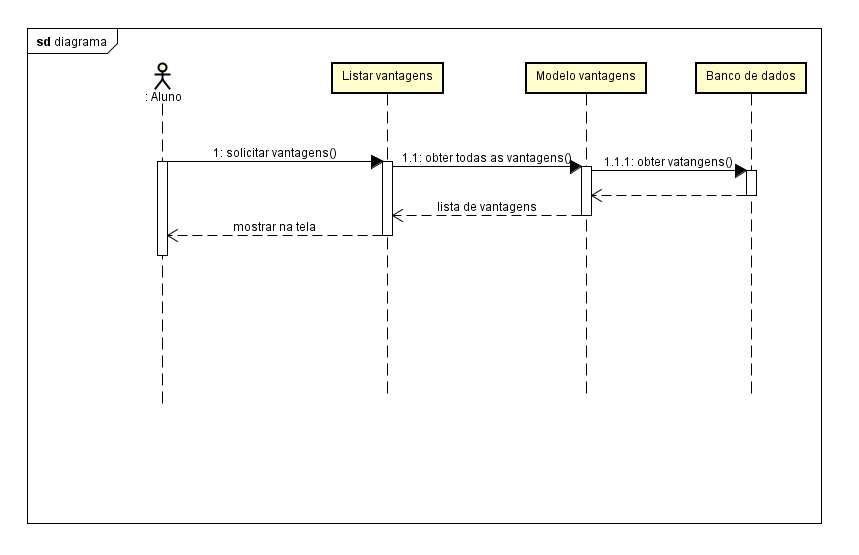 sd diagrama
: Aluno
Listar vantagens
Modelo vantagens
Banco de dados
1: solicitar vantagens()
1.1: obter todas as vantagens()
1.1.1: obter vatangens()
lista de vantagens
mostrar na tela